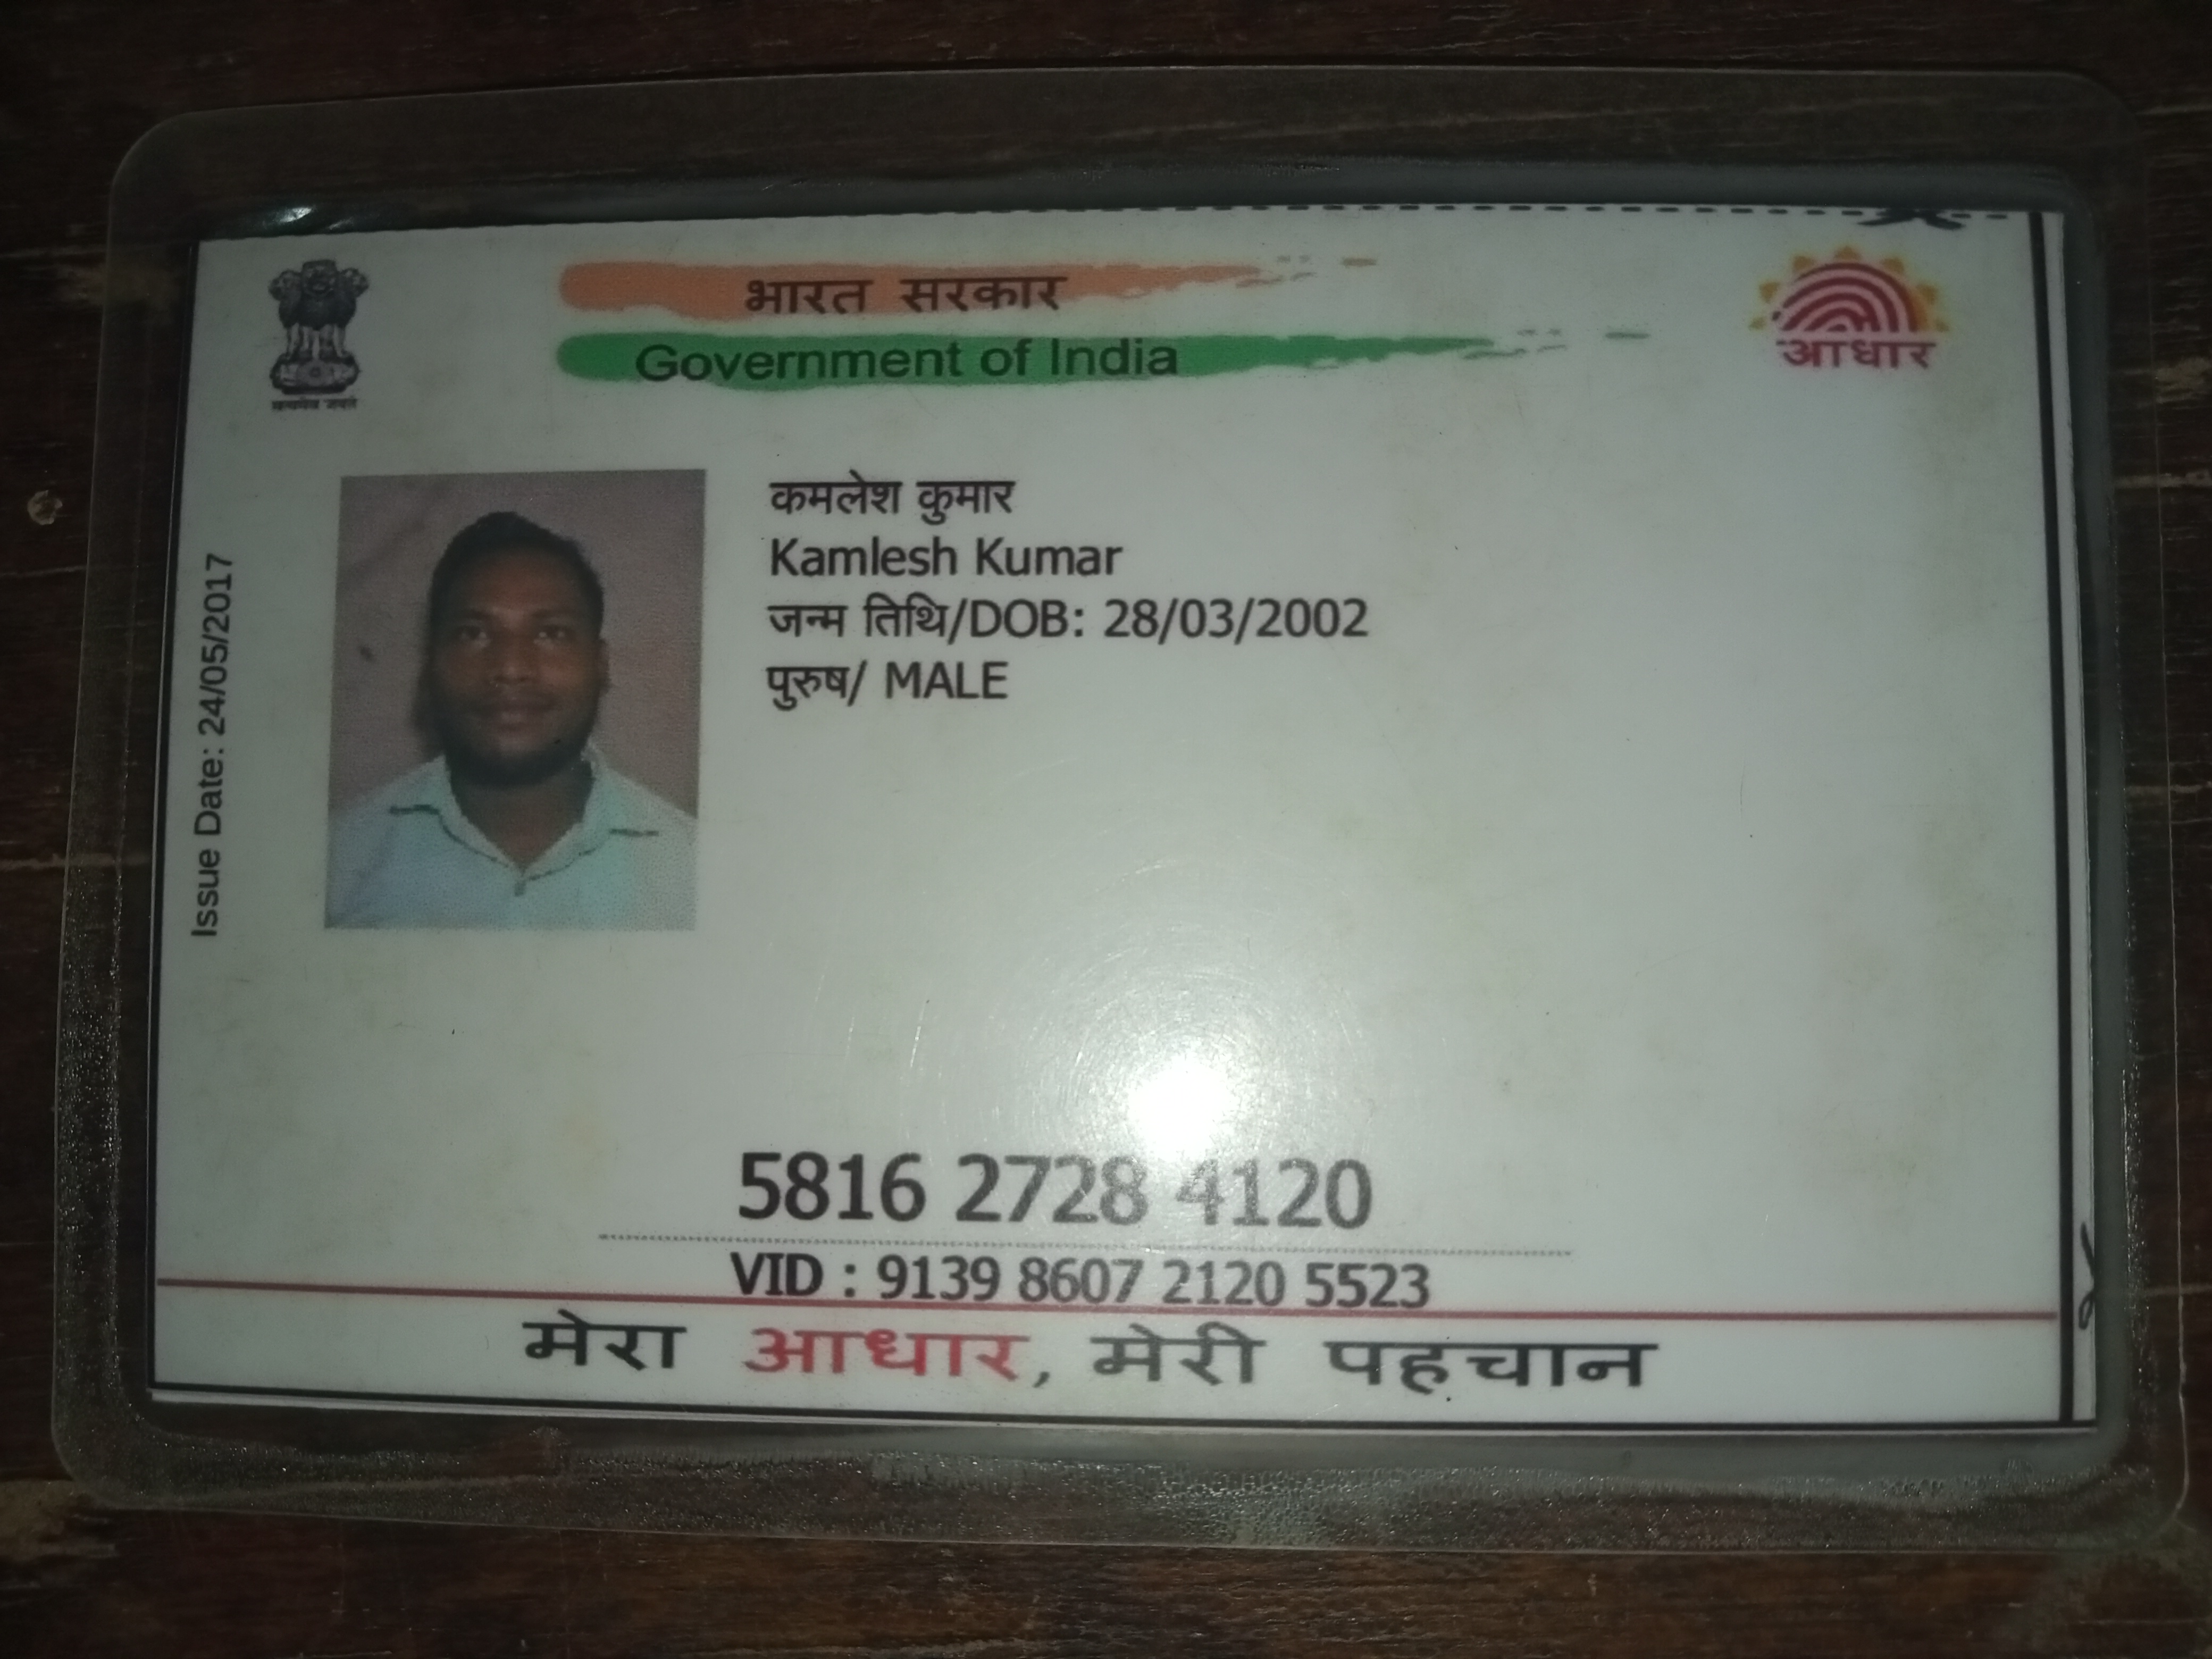 भारत सरकार
Government of India
आधार
Issue Date: 24/05/2017
कमलेश कुमार
Kamlesh Kumar
जन्म तिथि/DOB: 28/03/2002
पुरुष/ MALE
5816 2728 4120
VID : 9139 8607 2120 5523
मेरा आधार, मेरी पहचान